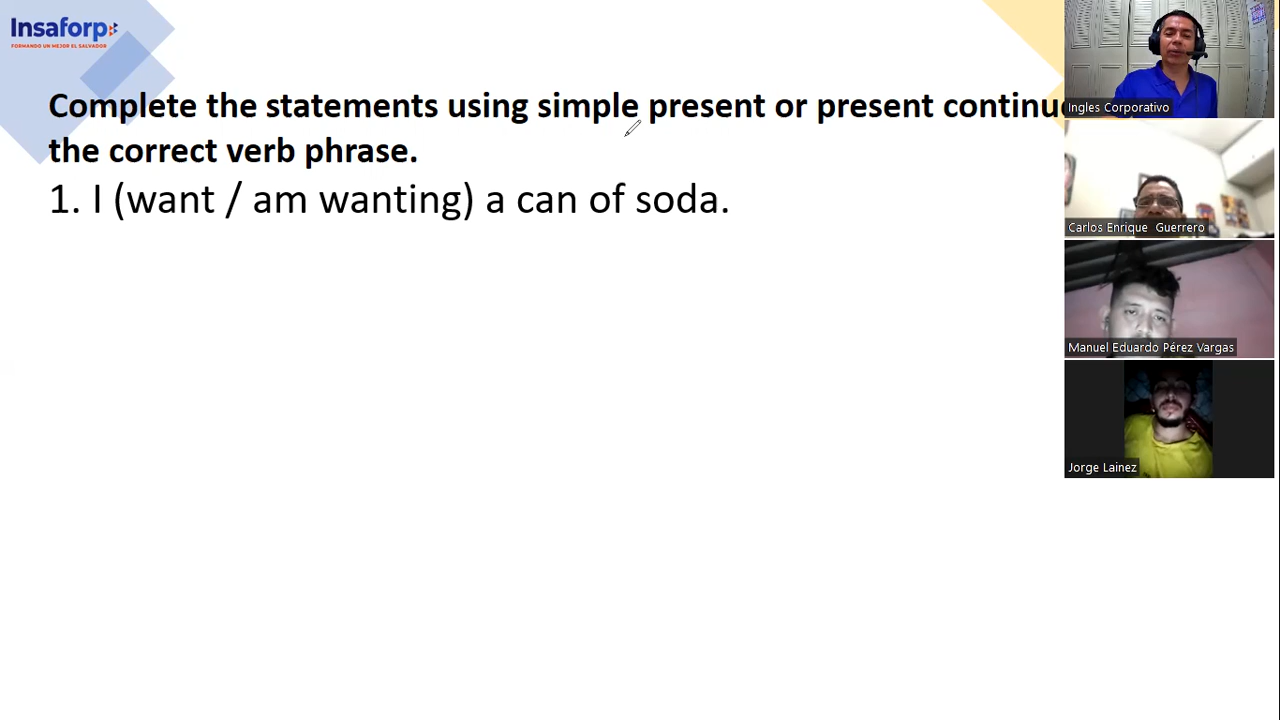 Insaforp
FORMANDO UN MEJOR EL SALVADOR
Complete the statements using simple present or present continu
the correct verb phrase.
1. I (want / am wanting) a can of soda.
Ingles Corporativo
Carlos Enrique Guerrero
Manuel Eduardo Pérez Vargas
Jorge Lainez